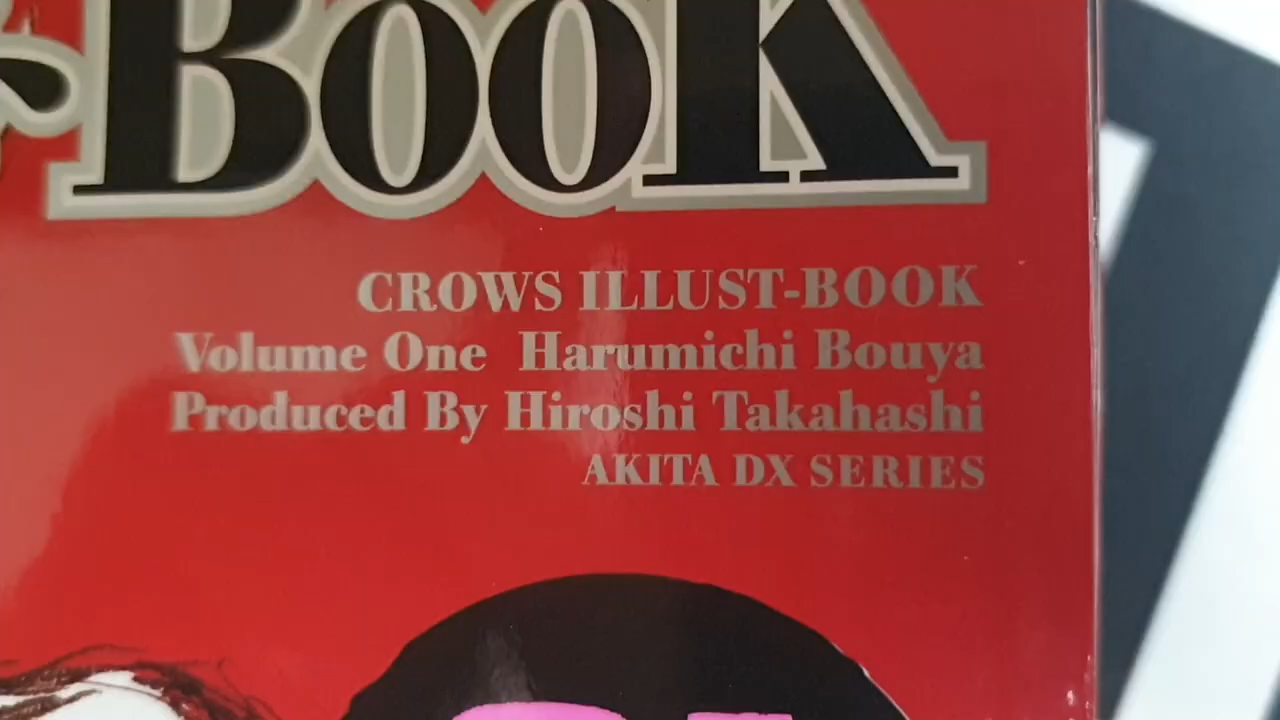 Book
CROWS ILLUST-BOOK
Volume One Harumichi Bouya
Produced By Hiroshi Takahashi
AKITA DX SERIES